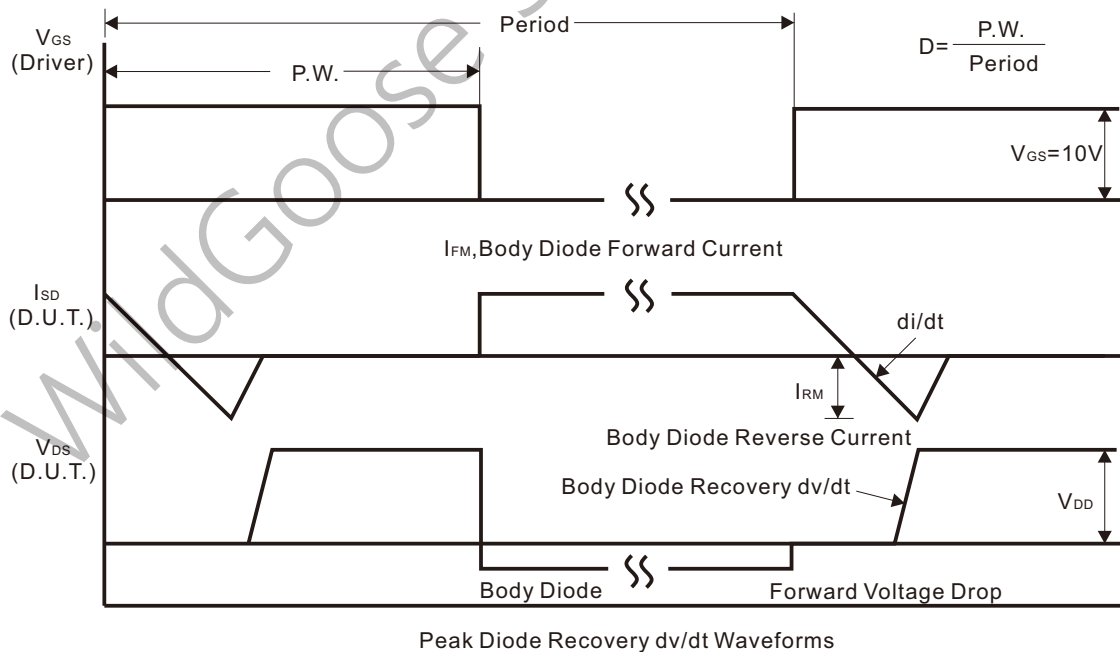 Period
VGS
(Driver)
P.W.
D= P.W.
Period
VGS=10V
IFM,Body Diode Forward Current
ISD
(D.U.T.)
di/dt
IRM
Body Diode Reverse Current
VDS
(D.U.T.)
Body Diode Recovery dv/dt
VDD
Body Diode
Forward Voltage Drop
Peak Diode Recovery dv/dt Waveforms
WildGoose